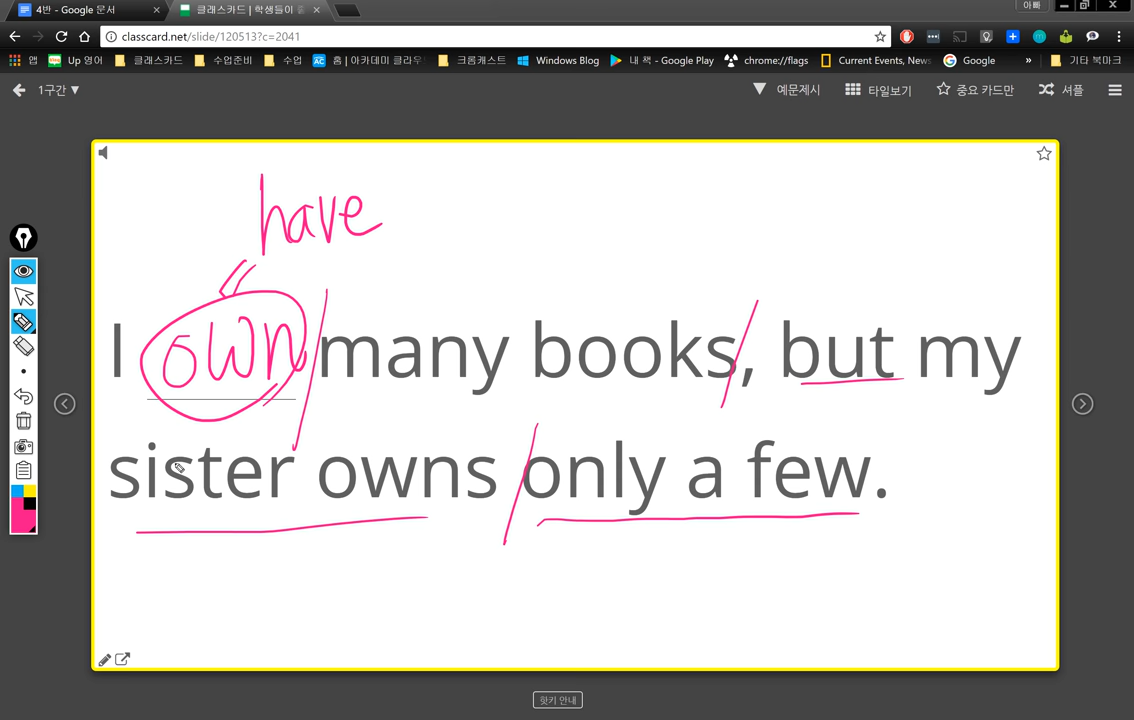 4반 - Google 문서
클래스카드 | 학생들이 
아빠
classcard.net/slide/120513?c=2041
앱 Up 영어 클래스카드 수업준비 수업 AC 홈 | 아카데미 클라우 크롬캐스트 Windows Blog 내 책 - Google Play chrome://flags Current Events, News Google » 기타 북마크
1구간 ▼ ▼ 예문제시 타일보기 중요 카드만 셔플
have
I own many books, but my
sister owns only a few.
핫키 안내